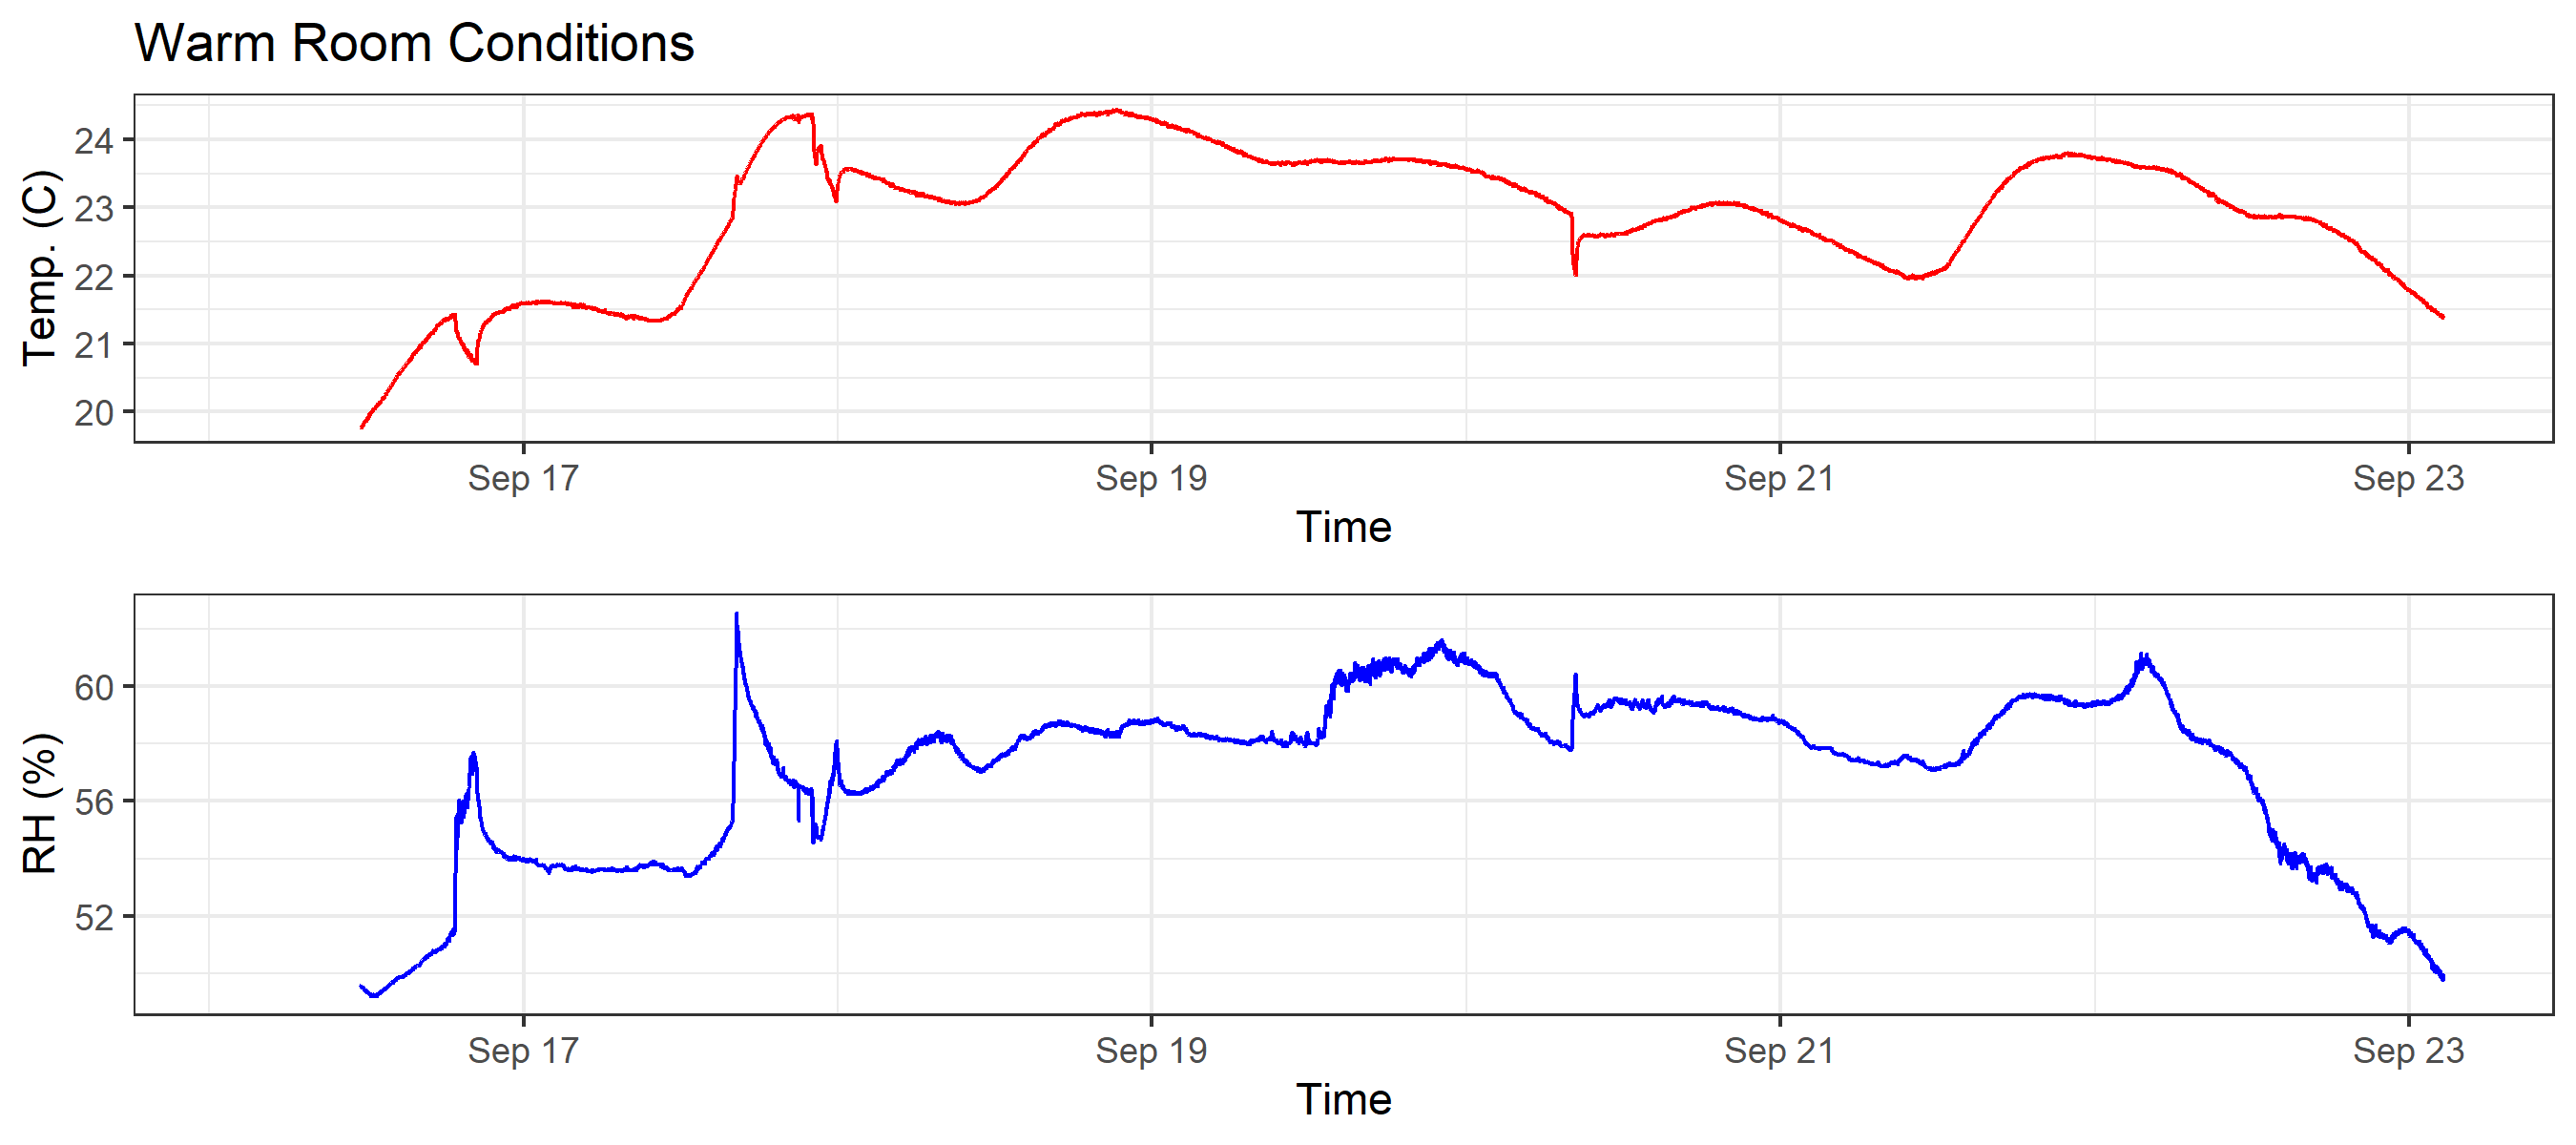 Warm Room Conditions
Temp. (C)
24
23
22
21
20
Sep 17 Sep 19 Sep 21 Sep 23
Time
RH (%)
60
56
52
Sep 17 Sep 19 Sep 21 Sep 23
Time